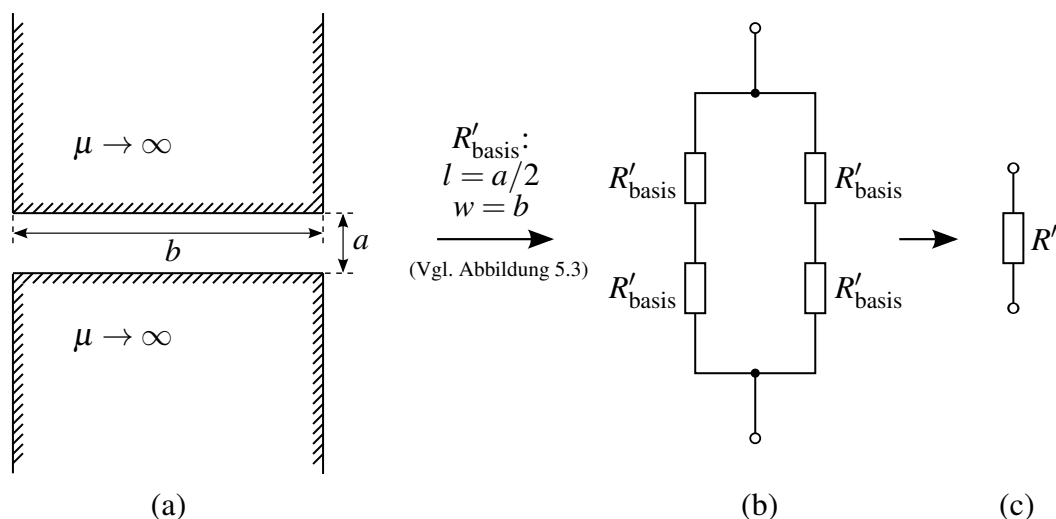 μ → ∞
b
a
μ → ∞
(a)
R′basis:
l = a/2
w = b
(Vgl. Abbildung 5.3)
R′basis
R′basis
R′basis
R′basis
(b)
R′
(c)